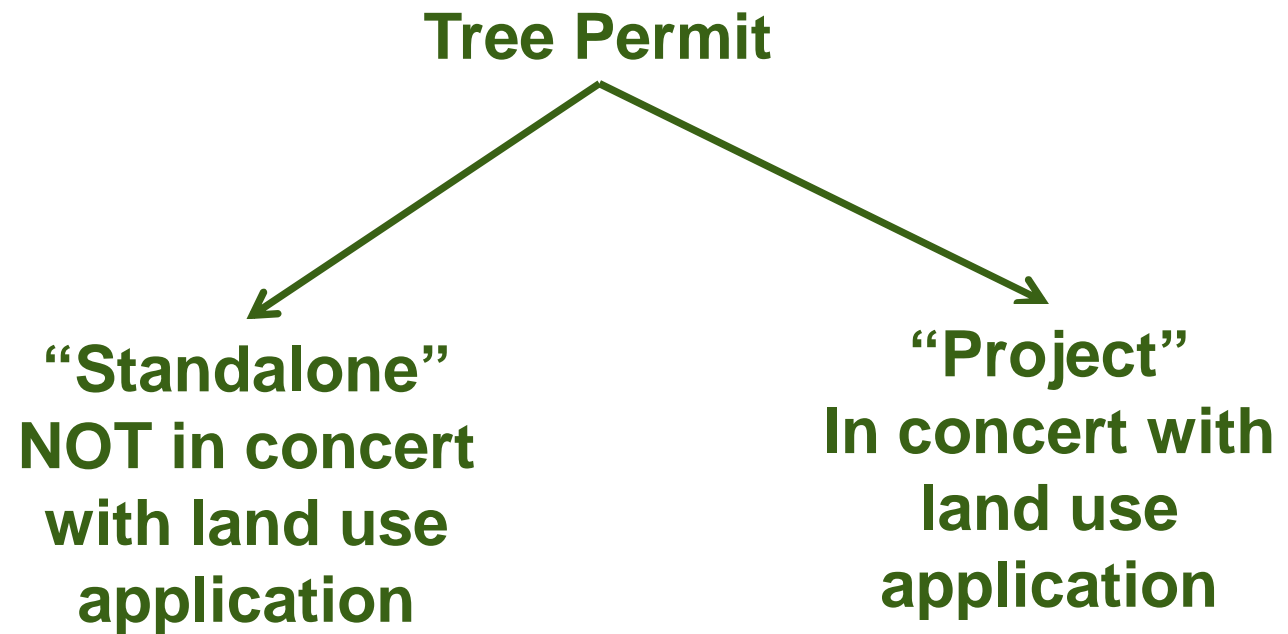 Tree Permit
“Standalone”
NOT in concert
with land use
application
“Project”
In concert with
land use
application